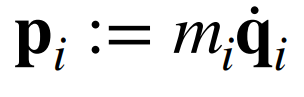 𝐩ᵢ := mᵢ𝐪̇ᵢ